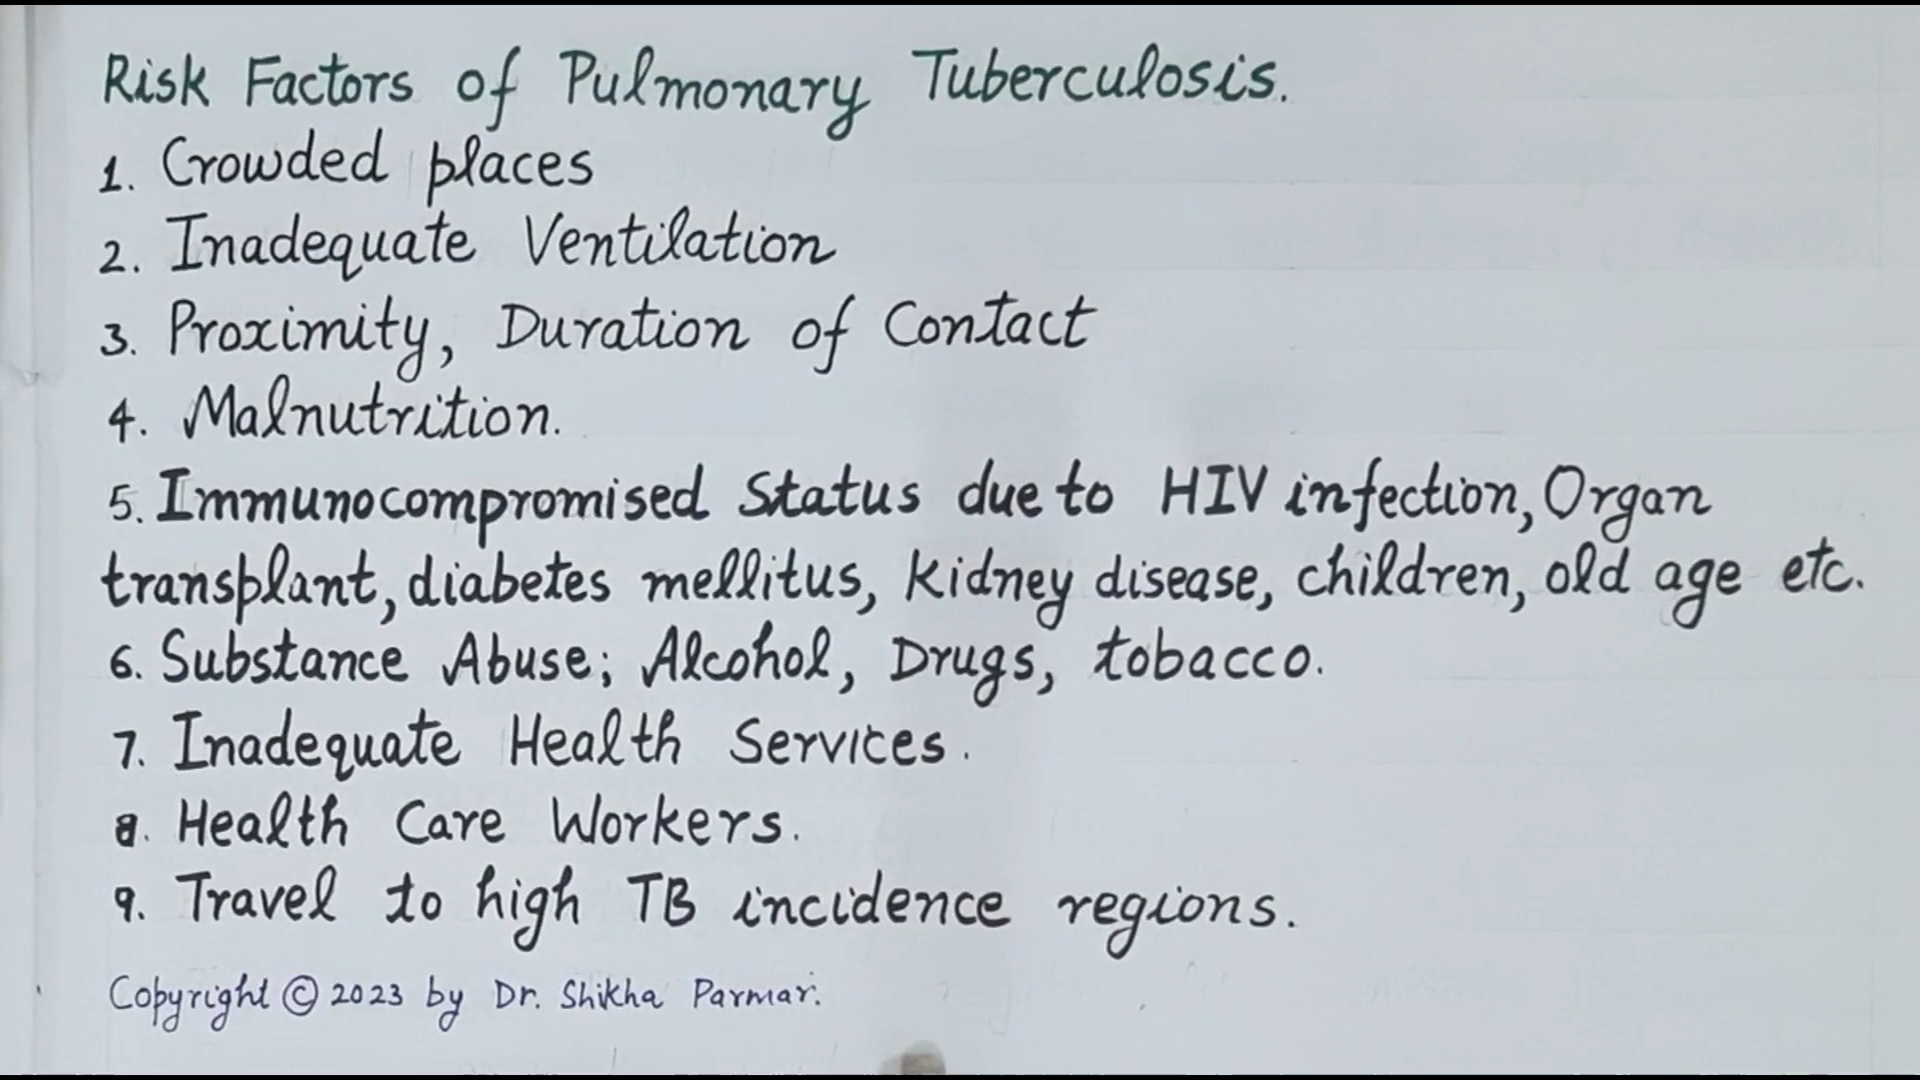 Risk Factors of Pulmonary Tuberculosis.
1. Crowded places
2. Inadequate Ventilation
3. Proximity, Duration of Contact
4. Malnutrition.
5. Immunocompromised Status due to HIV infection, Organ
transplant, diabetes mellitus, kidney disease, children, old age etc.
6. Substance Abuse; Alcohol, Drugs, tobacco.
7. Inadequate Health Services.
8. Health Care Workers.
9. Travel to high TB incidence regions.
Copyright © 2023 by Dr. Shikha Parmar.